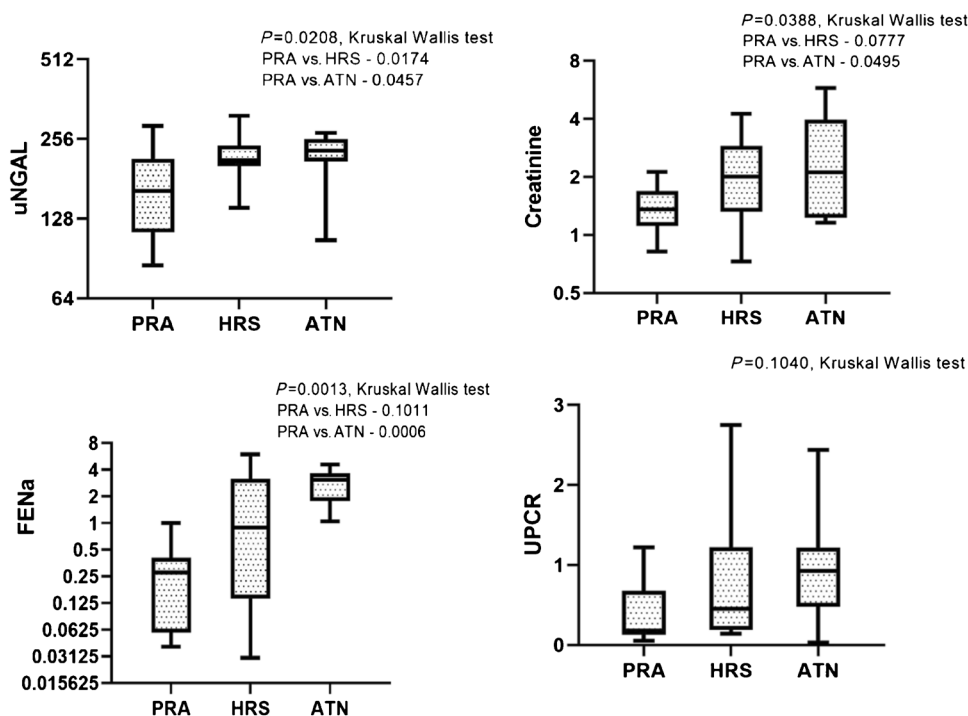 P=0.0208, Kruskal Wallis test
PRA vs. HRS - 0.0174
PRA vs. ATN - 0.0457
uNGAL
512
256
128
64
PRA HRS ATN
P=0.0388, Kruskal Wallis test
PRA vs. HRS - 0.0777
PRA vs. ATN - 0.0495
Creatinine
8
4
2
1
0.5
PRA HRS ATN
P=0.0013, Kruskal Wallis test
PRA vs. HRS - 0.1011
PRA vs. ATN - 0.0006
FENa
8
4
2
1
0.5
0.25
0.125
0.0625
0.03125
0.015625
PRA HRS ATN
P=0.1040, Kruskal Wallis test
UPCR
3
2
1
0
PRA HRS ATN